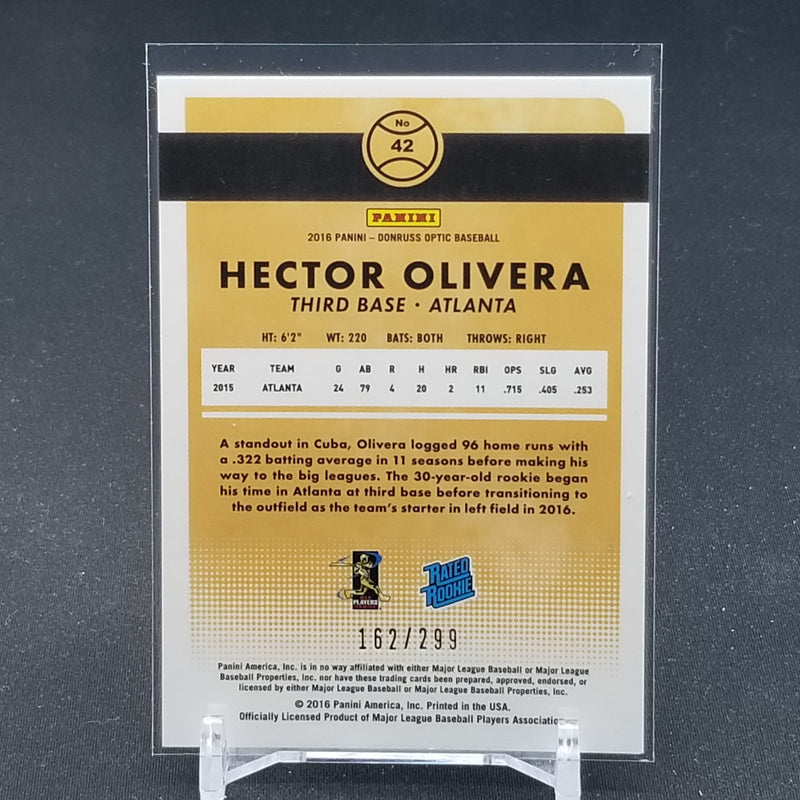 No
42
PANINI
2016 PANINI – DONRUSS OPTIC BASEBALL
HECTOR OLIVERA
THIRD BASE · ATLANTA
HT: 6'2" WT: 220 BATS: BOTH THROWS: RIGHT
YEAR TEAM G AB R H HR RBI OPS SLG AVG
2015 ATLANTA 24 79 4 20 2 11 .715 .405 .253
A standout in Cuba, Olivera logged 96 home runs with
a .322 batting average in 11 seasons before making his
way to the big leagues. The 30-year-old rookie began
his time in Atlanta at third base before transitioning to
the outfield as the team's starter in left field in 2016.
PLAYERS
RATED
ROOKIE
162/299
Panini America, Inc. is in no way affiliated with either Major League Baseball or Major League
Baseball Properties, Inc. nor have these trading cards been prepared, approved, endorsed, or
licensed by either Major League Baseball or Major League Baseball Properties, Inc.
© 2016 Panini America, Inc. Printed in the USA.
Officially Licensed Product of Major League Baseball Players Association